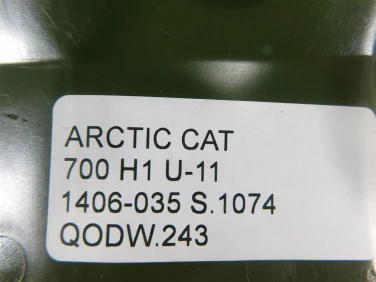 ARCTIC CAT
700 H1 U-11
1406-035 S.1074
QODW.243